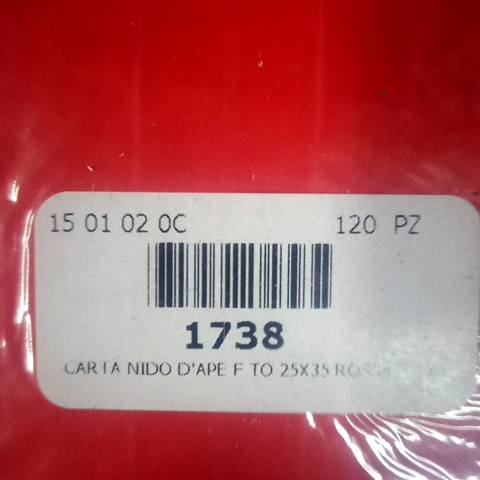 15 01 02 0C 120 PZ
1738
CARTA NIDO D'APE F TO 25X35